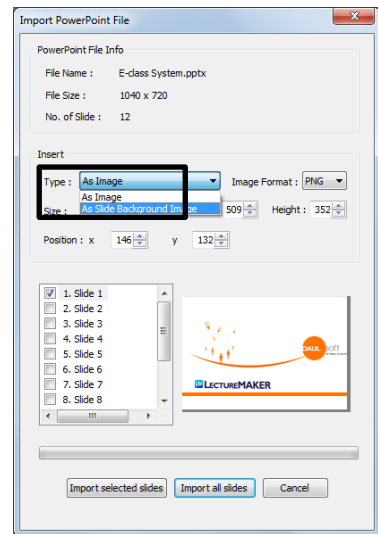 Import PowerPoint File
PowerPoint File Info
File Name : E-class System.pptx
File Size : 1040 x 720
No. of Slide : 12
Insert
Type : As Image Image Format : PNG
As Image
Size : As Slide Background Image 509 Height : 352
Position : x 146 y 132
1. Slide 1
2. Slide 2
3. Slide 3
4. Slide 4
5. Slide 5
6. Slide 6
7. Slide 7
8. Slide 8
DAUL soft
LECTUREMAKER
Import selected slides Import all slides Cancel